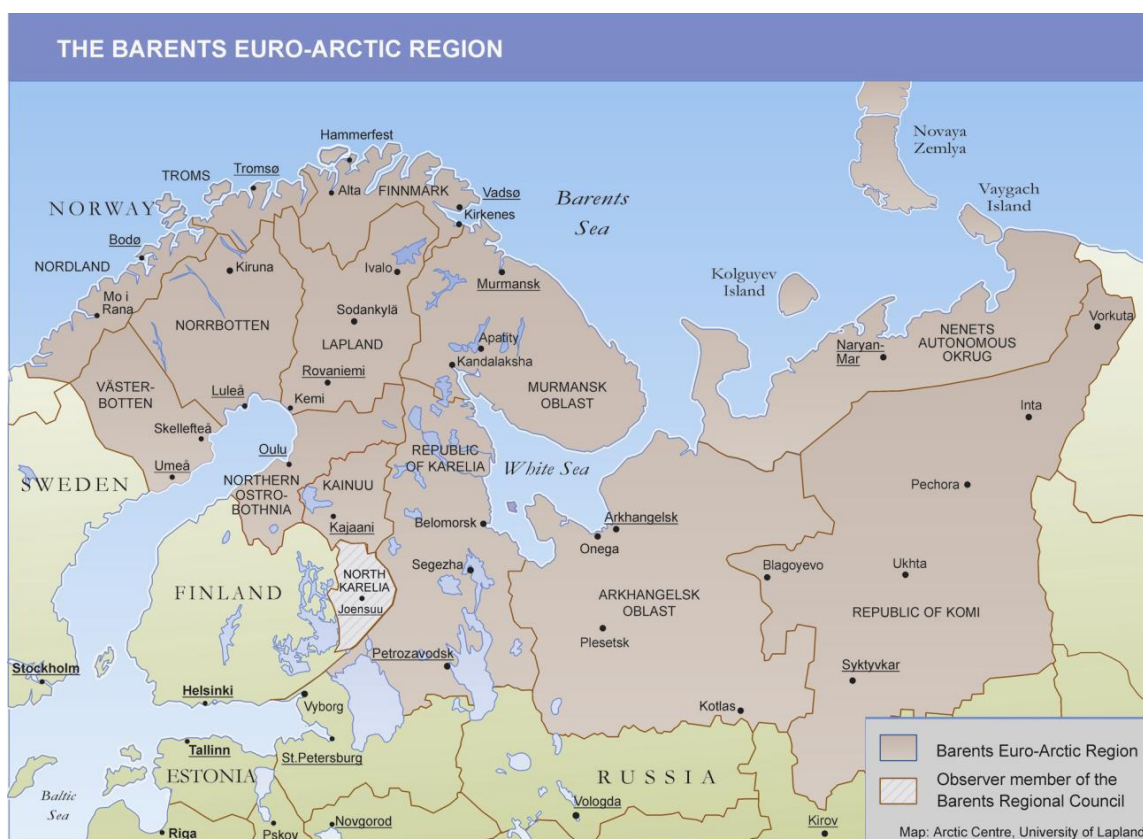 THE BARENTS EURO-ARCTIC REGION
Hammerfest
Novaya
Zemlya
Tromsø
TROMS
Alta
FINNMARK
Vadsø
Vaygach
Island
NORWAY
Kirkenes
Barents
Sea
Bodø
NORDLAND
Kiruna
Ivalo
Murmansk
Kolguyev
Island
Mo i
Rana
Sodankylä
NORRBOTTEN
LAPLAND
Apatity
Kandalaksha
Naryan-
Mar
NENETS
AUTONOMOUS
OKRUG
Vorkuta
VÄSTER-
BOTTEN
Luleå
Rovaniemi
Kemi
MURMANSK
OBLAST
Inta
Skellefteå
Umeå
Oulu
REPUBLIC
OF KARELIA
White Sea
SWEDEN
NORTHERN
OSTRO-
BOTHNIA
KAINUU
Kajaani
Pechora
Belomorsk
Arkhangelsk
Onega
Segezha
Blagoyevo
Ukhta
FINLAND
NORTH
KARELIA
Joensuu
ARKHANGELSK
OBLAST
REPUBLIC OF KOMI
Plesetsk
Petrozavodsk
Syktyvkar
Stockholm
Helsinki
Vyborg
Kotlas
Tallinn
St.Petersburg
ESTONIA
RUSSIA
Baltic
Sea
Vologda
Riga
Pskov
Novgorod
Kirov
Barents Euro-Arctic Region
Observer member of the
Barents Regional Council
Map: Arctic Centre, University of Lapland